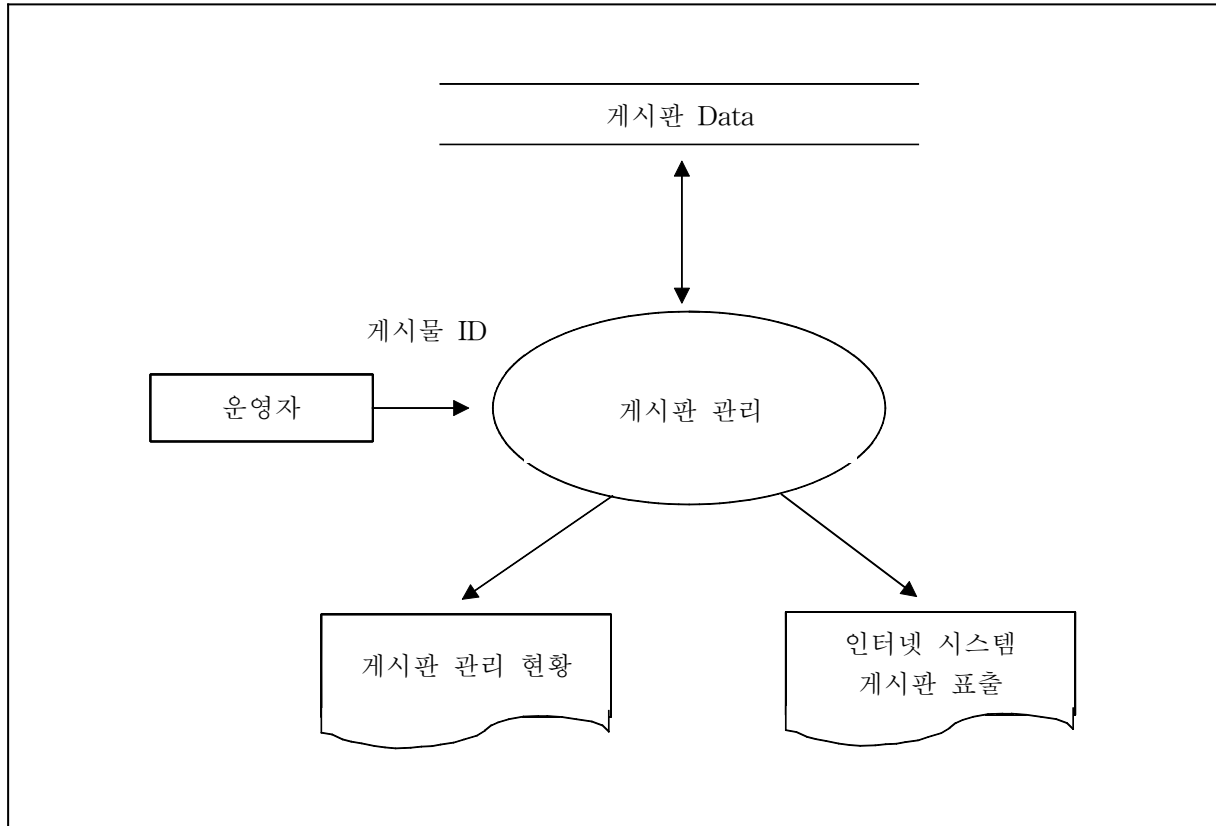 게시판 Data
게시물 ID
운영자
게시판 관리
게시판 관리 현황
인터넷 시스템
게시판 표출